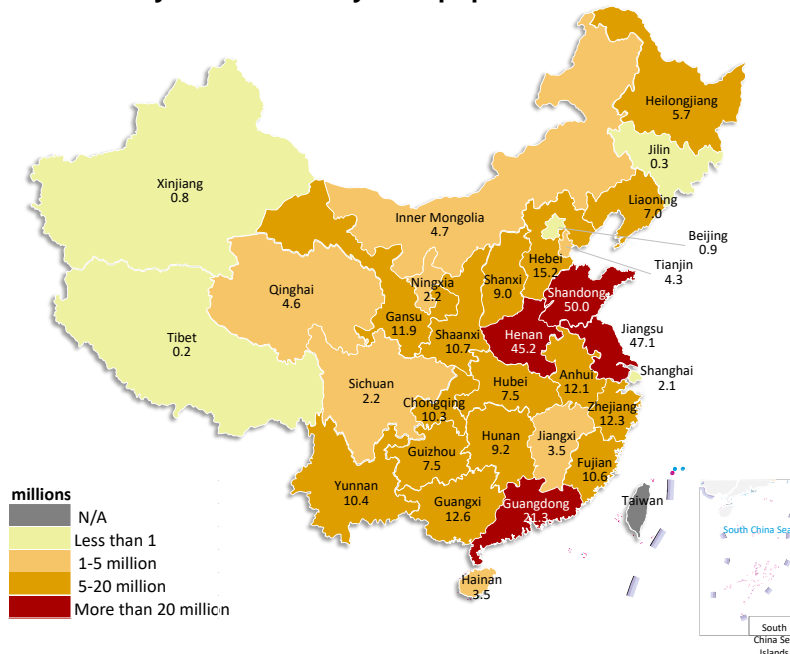 Heilongjiang
5.7
Jilin
0.3
Xinjiang
0.8
Liaoning
7.0
Inner Mongolia
4.7
Beijing
0.9
Hebei
15.2
Tianjin
4.3
Ningxia
2.2
Shanxi
9.0
Qinghai
4.6
Shandong
50.0
Gansu
11.9
Tibet
0.2
Shaanxi
10.7
Henan
45.2
Jiangsu
47.1
Shanghai
2.1
Sichuan
2.2
Hubei
7.5
Anhui
12.1
Chongqing
10.3
Zhejiang
12.3
Hunan
9.2
Jiangxi
3.5
Guizhou
7.5
Fujian
10.6
Yunnan
10.4
Guangxi
12.6
Guangdong
21.3
Taiwan
Hainan
3.5
millions
N/A
Less than 1
1-5 million
5-20 million
More than 20 million
South China Sea
South
China Se
Islands